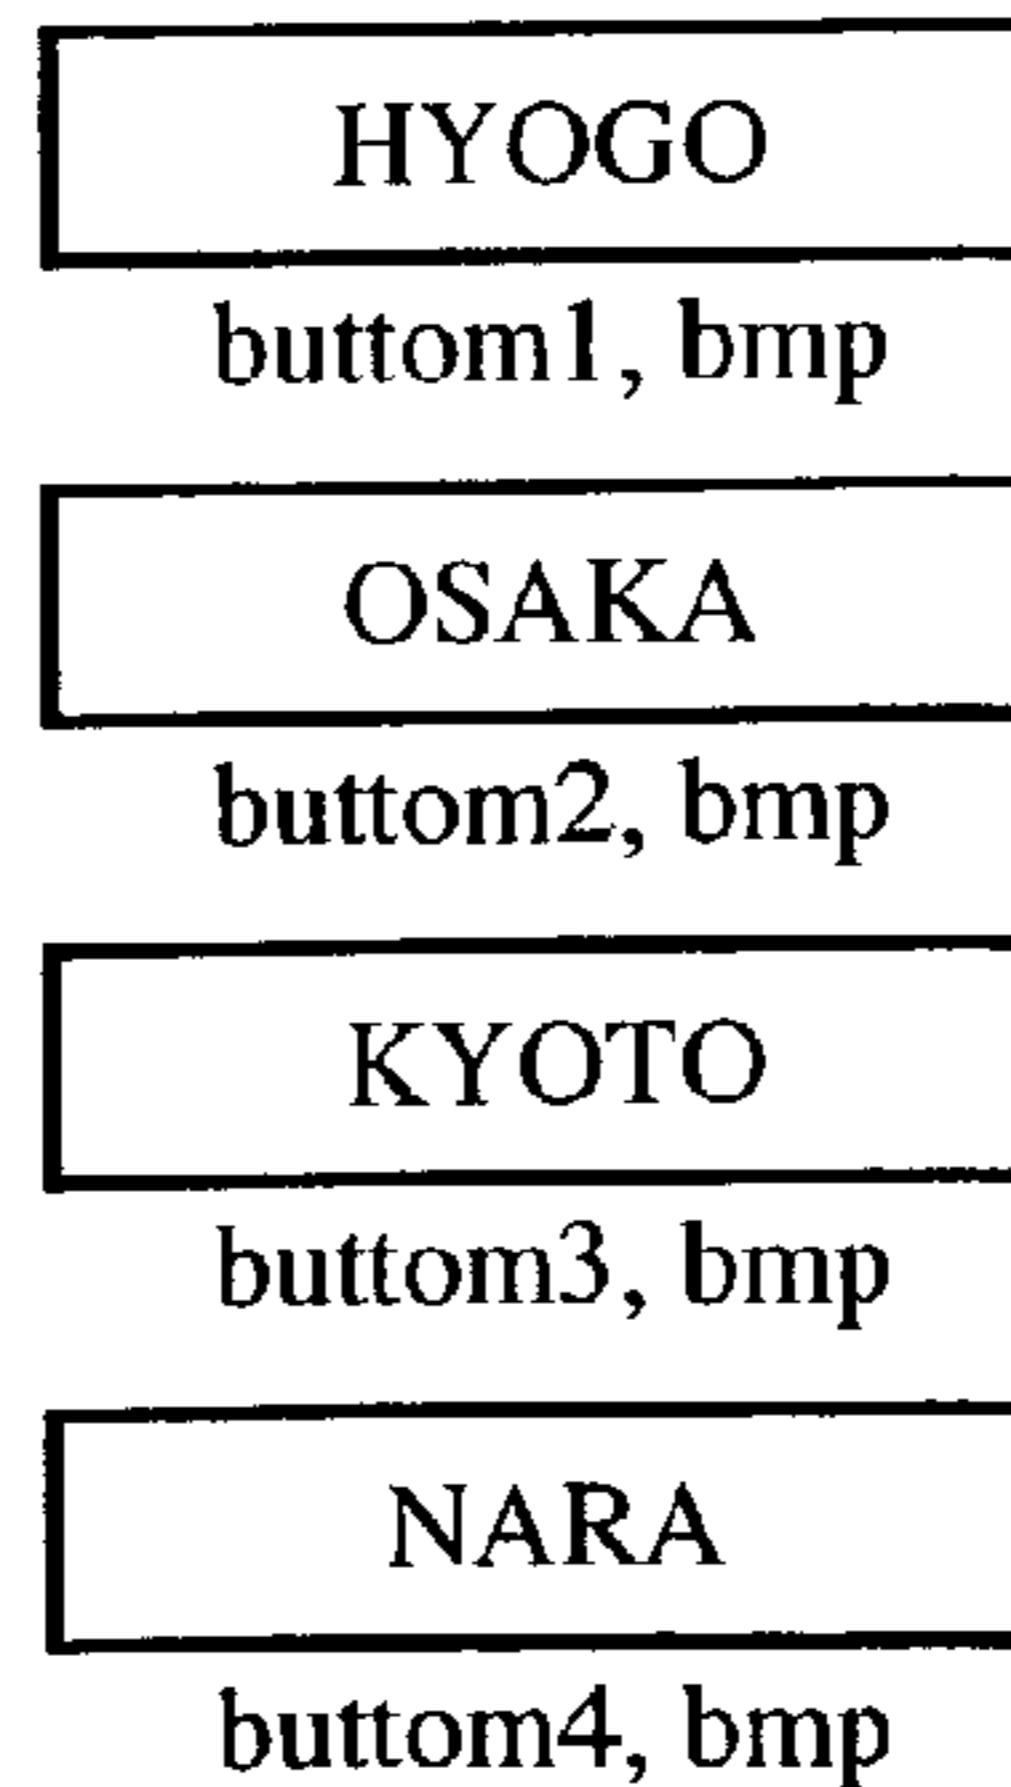 HYOGO
buttom1, bmp
OSAKA
buttom2, bmp
KYOTO
buttom3, bmp
NARA
buttom4, bmp